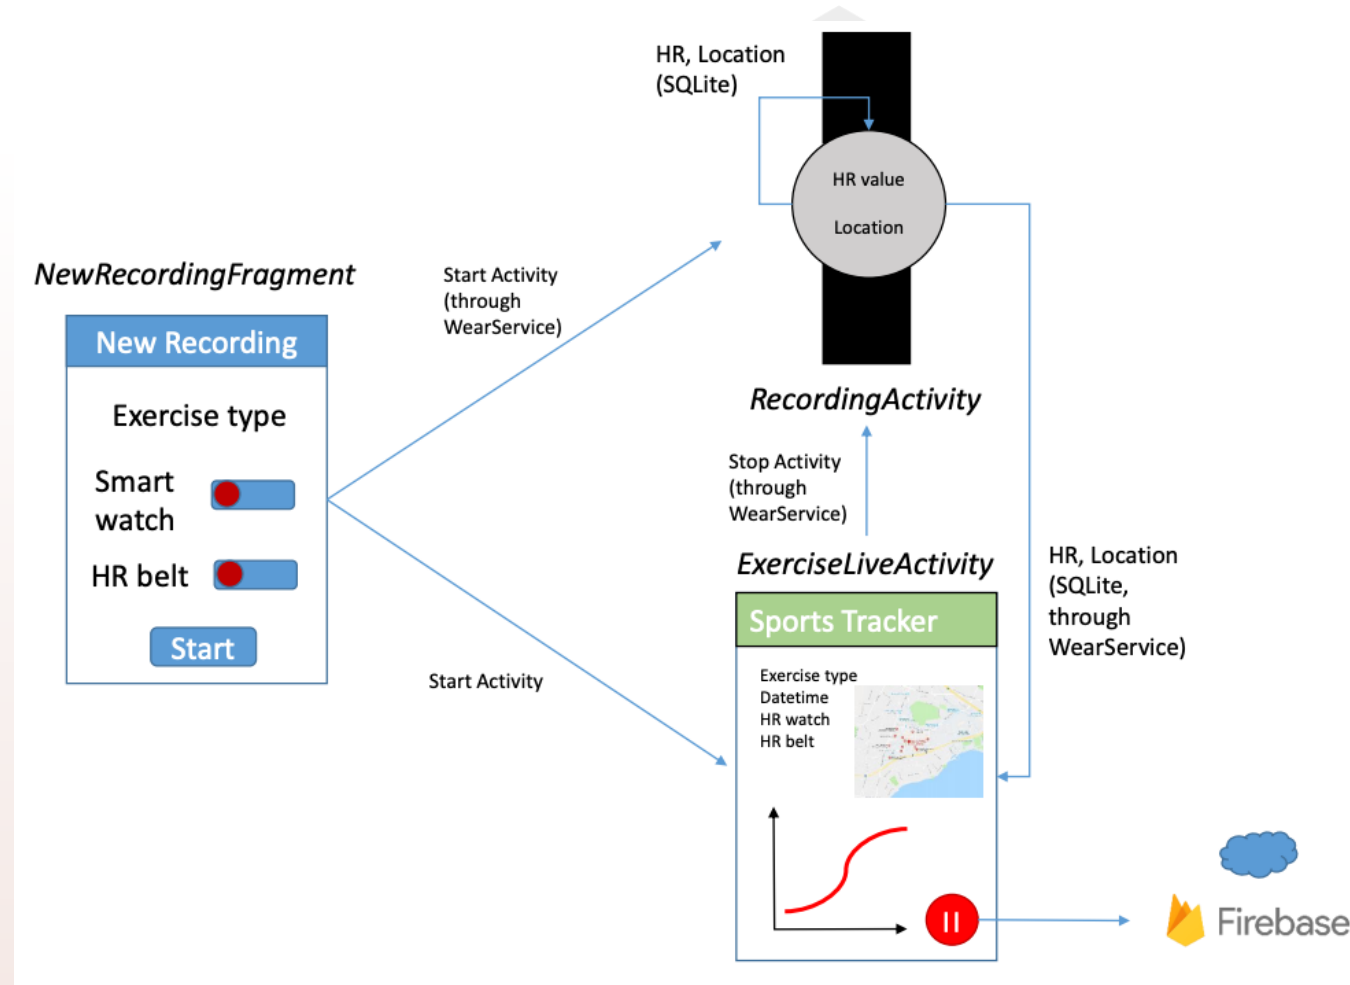 HR, Location
(SQLite)
HR value
Location
NewRecordingFragment
Start Activity
(through
WearService)
New Recording
Exercise type
Smart
watch
HR belt
Start
RecordingActivity
Stop Activity
(through
WearService)
ExerciseLiveActivity
HR, Location
(SQLite,
through
WearService)
Sports Tracker
Exercise type
Datetime
HR watch
HR belt
Start Activity
Firebase